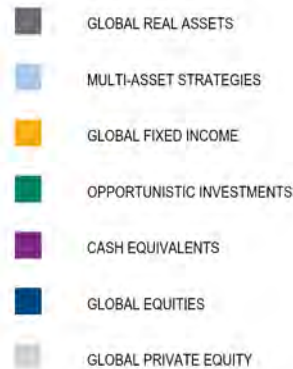 GLOBAL REAL ASSETS
MULTI-ASSET STRATEGIES
GLOBAL FIXED INCOME
OPPORTUNISTIC INVESTMENTS
CASH EQUIVALENTS
GLOBAL EQUITIES
GLOBAL PRIVATE EQUITY